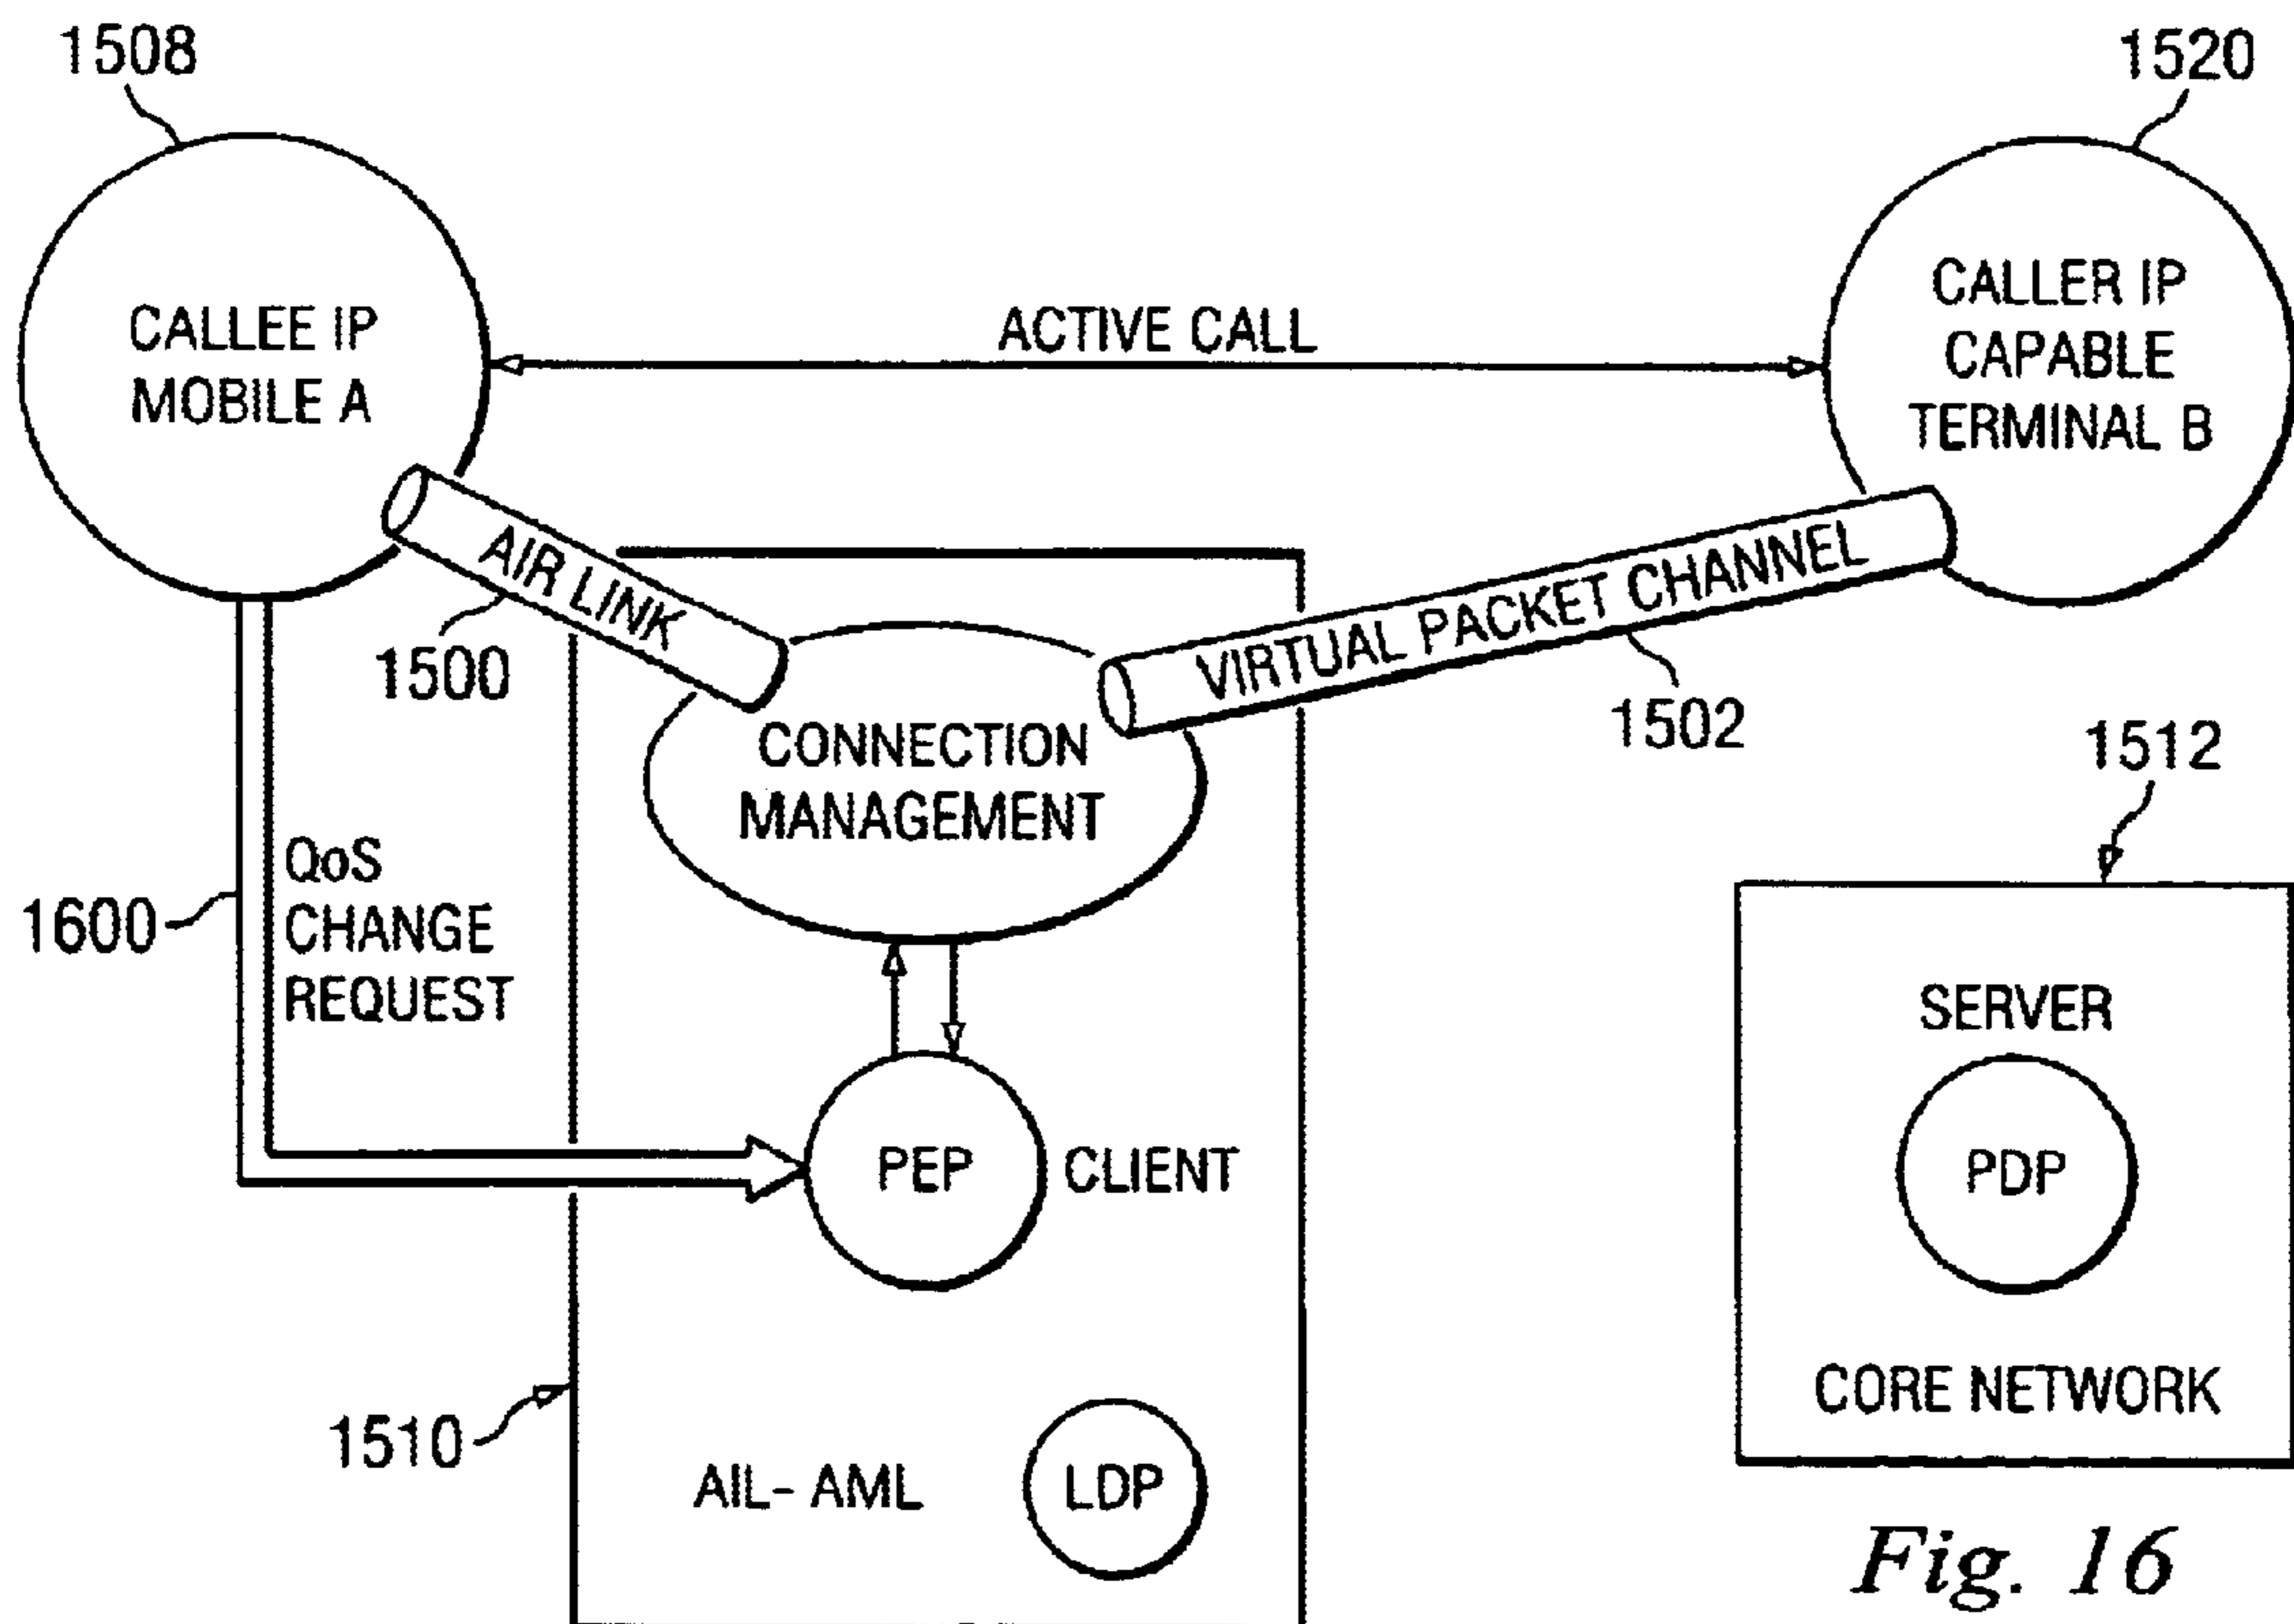 1508
1520
CALLEE IP
MOBILE A
ACTIVE CALL
CALLER IP
CAPABLE
TERMINAL B
AIR LINK
1500
VIRTUAL PACKET CHANNEL
1502
CONNECTION
MANAGEMENT
1512
1600
QoS
CHANGE
REQUEST
SERVER
PEP
CLIENT
PDP
CORE NETWORK
1510
AIL- AML
LDP
Fig. 16